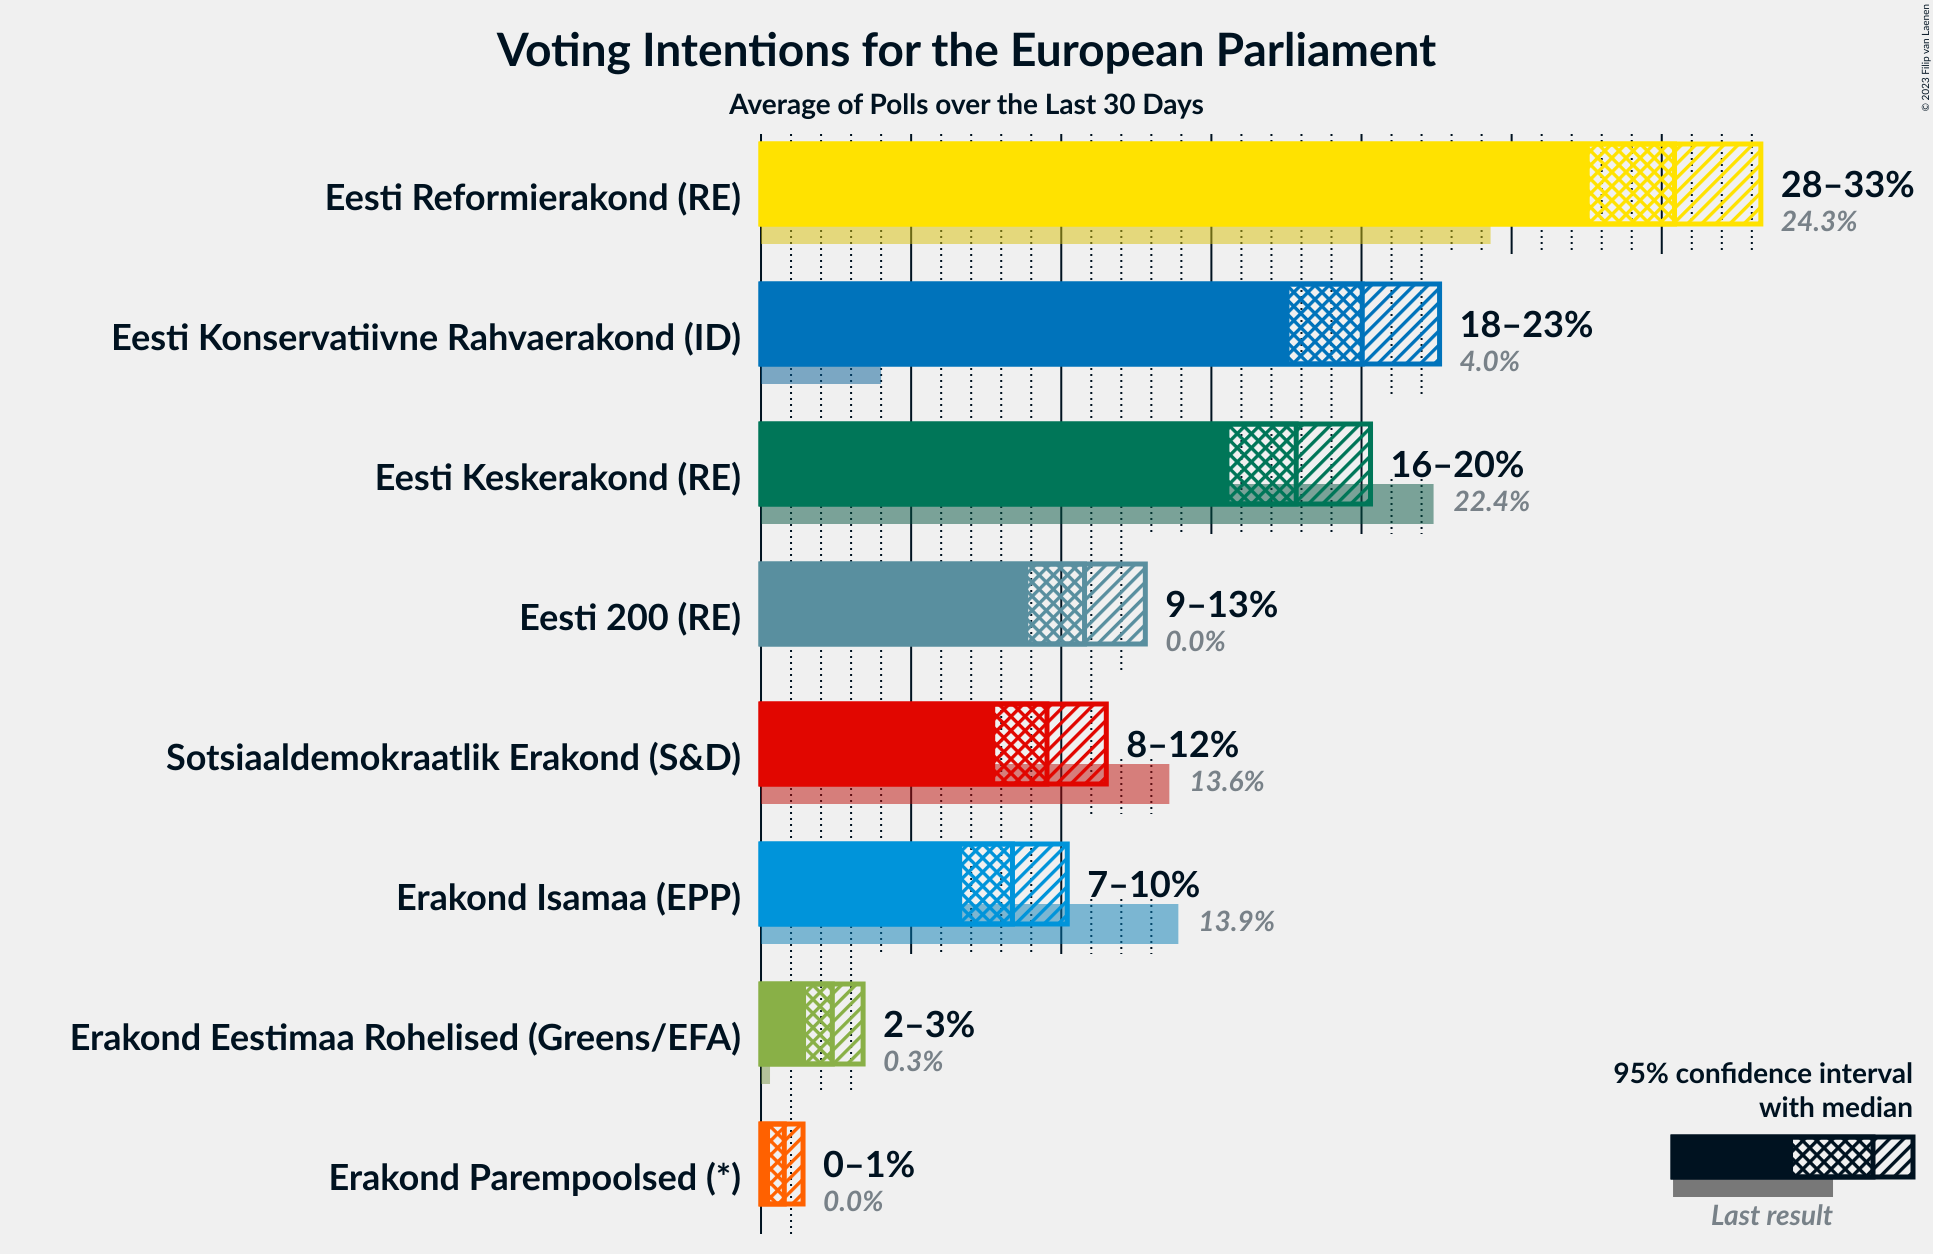 Voting Intentions for the European Parliament
Average of Polls over the Last 30 Days
© 2023 Filip van Laenen
Eesti Reformierakond (RE)
28–33%
24.3%
Eesti Konservatiivne Rahvaerakond (ID)
18–23%
4.0%
Eesti Keskerakond (RE)
16–20%
22.4%
Eesti 200 (RE)
9–13%
0.0%
Sotsiaaldemokraatlik Erakond (S&D)
8–12%
13.6%
Erakond Isamaa (EPP)
7–10%
13.9%
Erakond Eestimaa Rohelised (Greens/EFA)
2–3%
0.3%
Erakond Parempoolsed (*)
0–1%
0.0%
95% confidence interval
with median
Last result